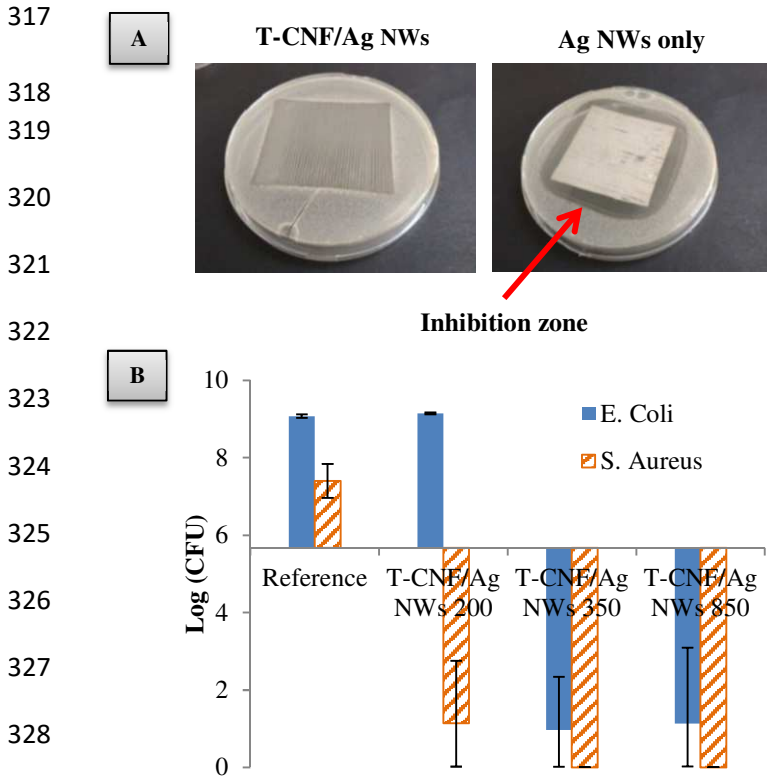 317
A
T-CNF/Ag NWs
Ag NWs only
318
319
320
321
Inhibition zone
322
B
323
324
325
326
327
328
10
8
6
4
2
0
Log (CFU)
E. Coli
S. Aureus
Reference
T-CNF/Ag
NWs 200
T-CNF/Ag
NWs 350
T-CNF/Ag
NWs 850